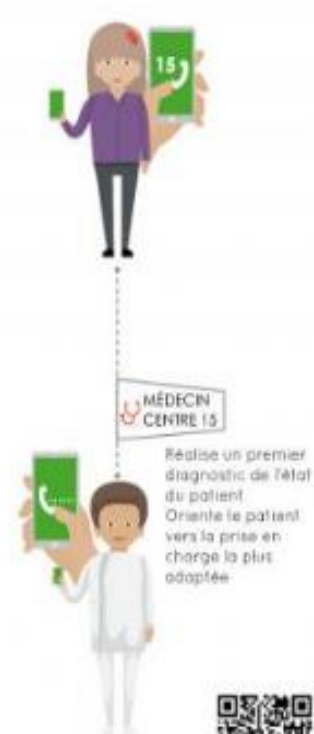 15
MÉDECIN
CENTRE 15
Réalise un premier
diagnostic de l'état
du patient
Oriente le patient
vers la prise en
charge la plus
adaptée